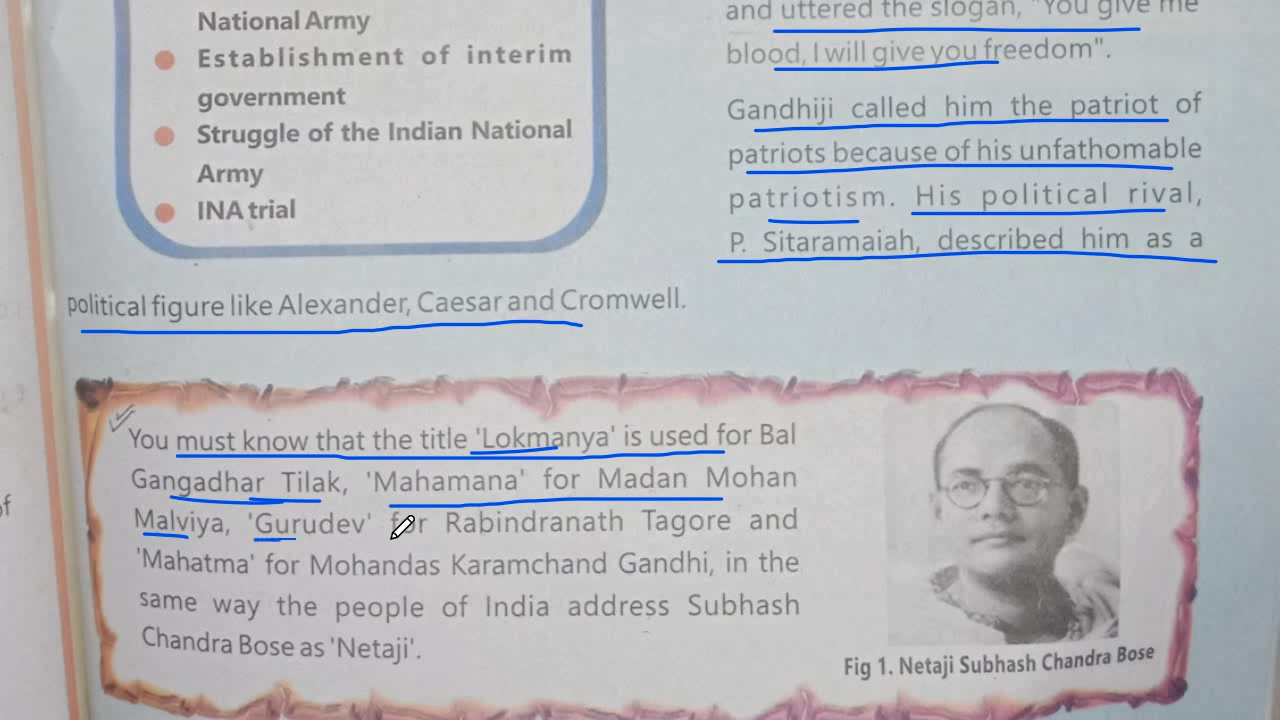 National Army
Establishment of interim
government
Struggle of the Indian National
Army
INA trial
and uttered the slogan, "You give me
blood, I will give you freedom".
Gandhiji called him the patriot of
patriots because of his unfathomable
patriotism. His political rival,
P. Sitaramaiah, described him as a
political figure like Alexander, Caesar and Cromwell.
of
You must know that the title 'Lokmanya' is used for Bal
Gangadhar Tilak, 'Mahamana' for Madan Mohan
Malviya, 'Gurudev' for Rabindranath Tagore and
'Mahatma' for Mohandas Karamchand Gandhi, in the
same way the people of India address Subhash
Chandra Bose as 'Netaji'.
Fig 1. Netaji Subhash Chandra Bose